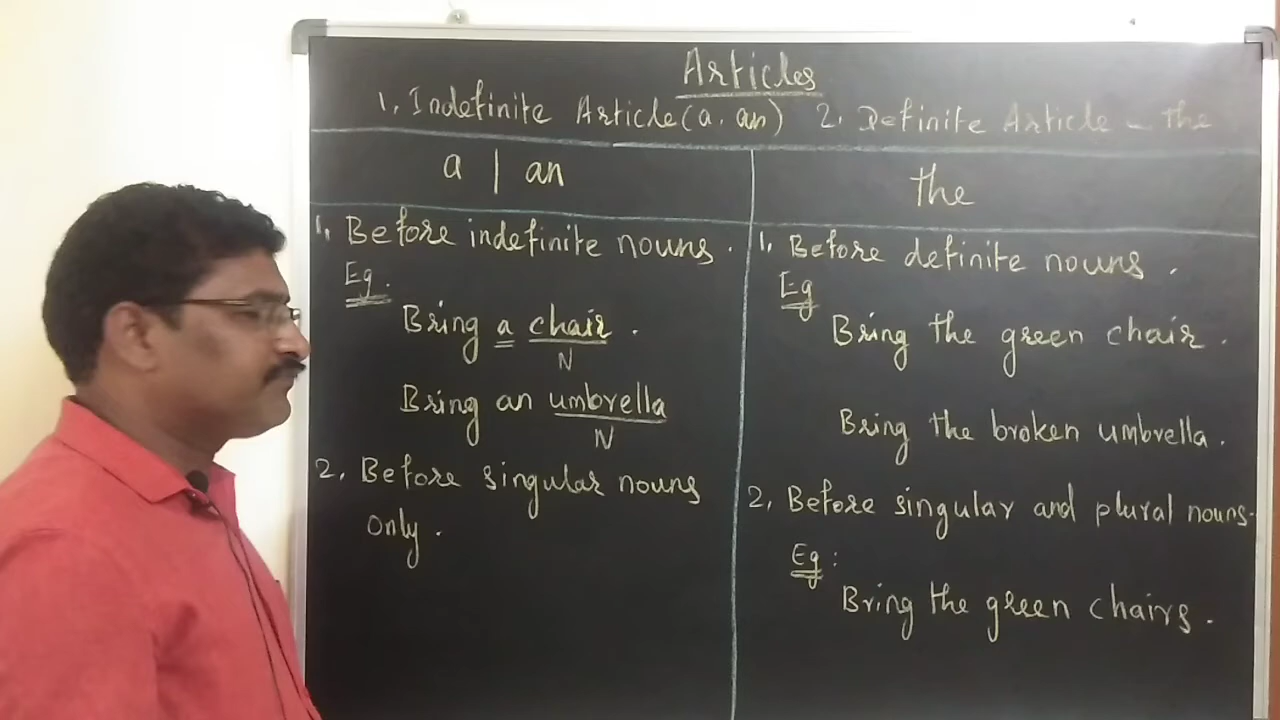 Articles
1. Indefinite Article (a, an) 2. Definite Article - the
a | an
1. Before indefinite nouns.
Eg.
Bring a chair.
N
Bring an umbrella
N
2. Before singular nouns
only.
the
1. Before definite nouns.
Eg
Bring the green chair.
Bring the broken umbrella.
2. Before singular and plural nouns.
Eg:
Bring the green chairs.